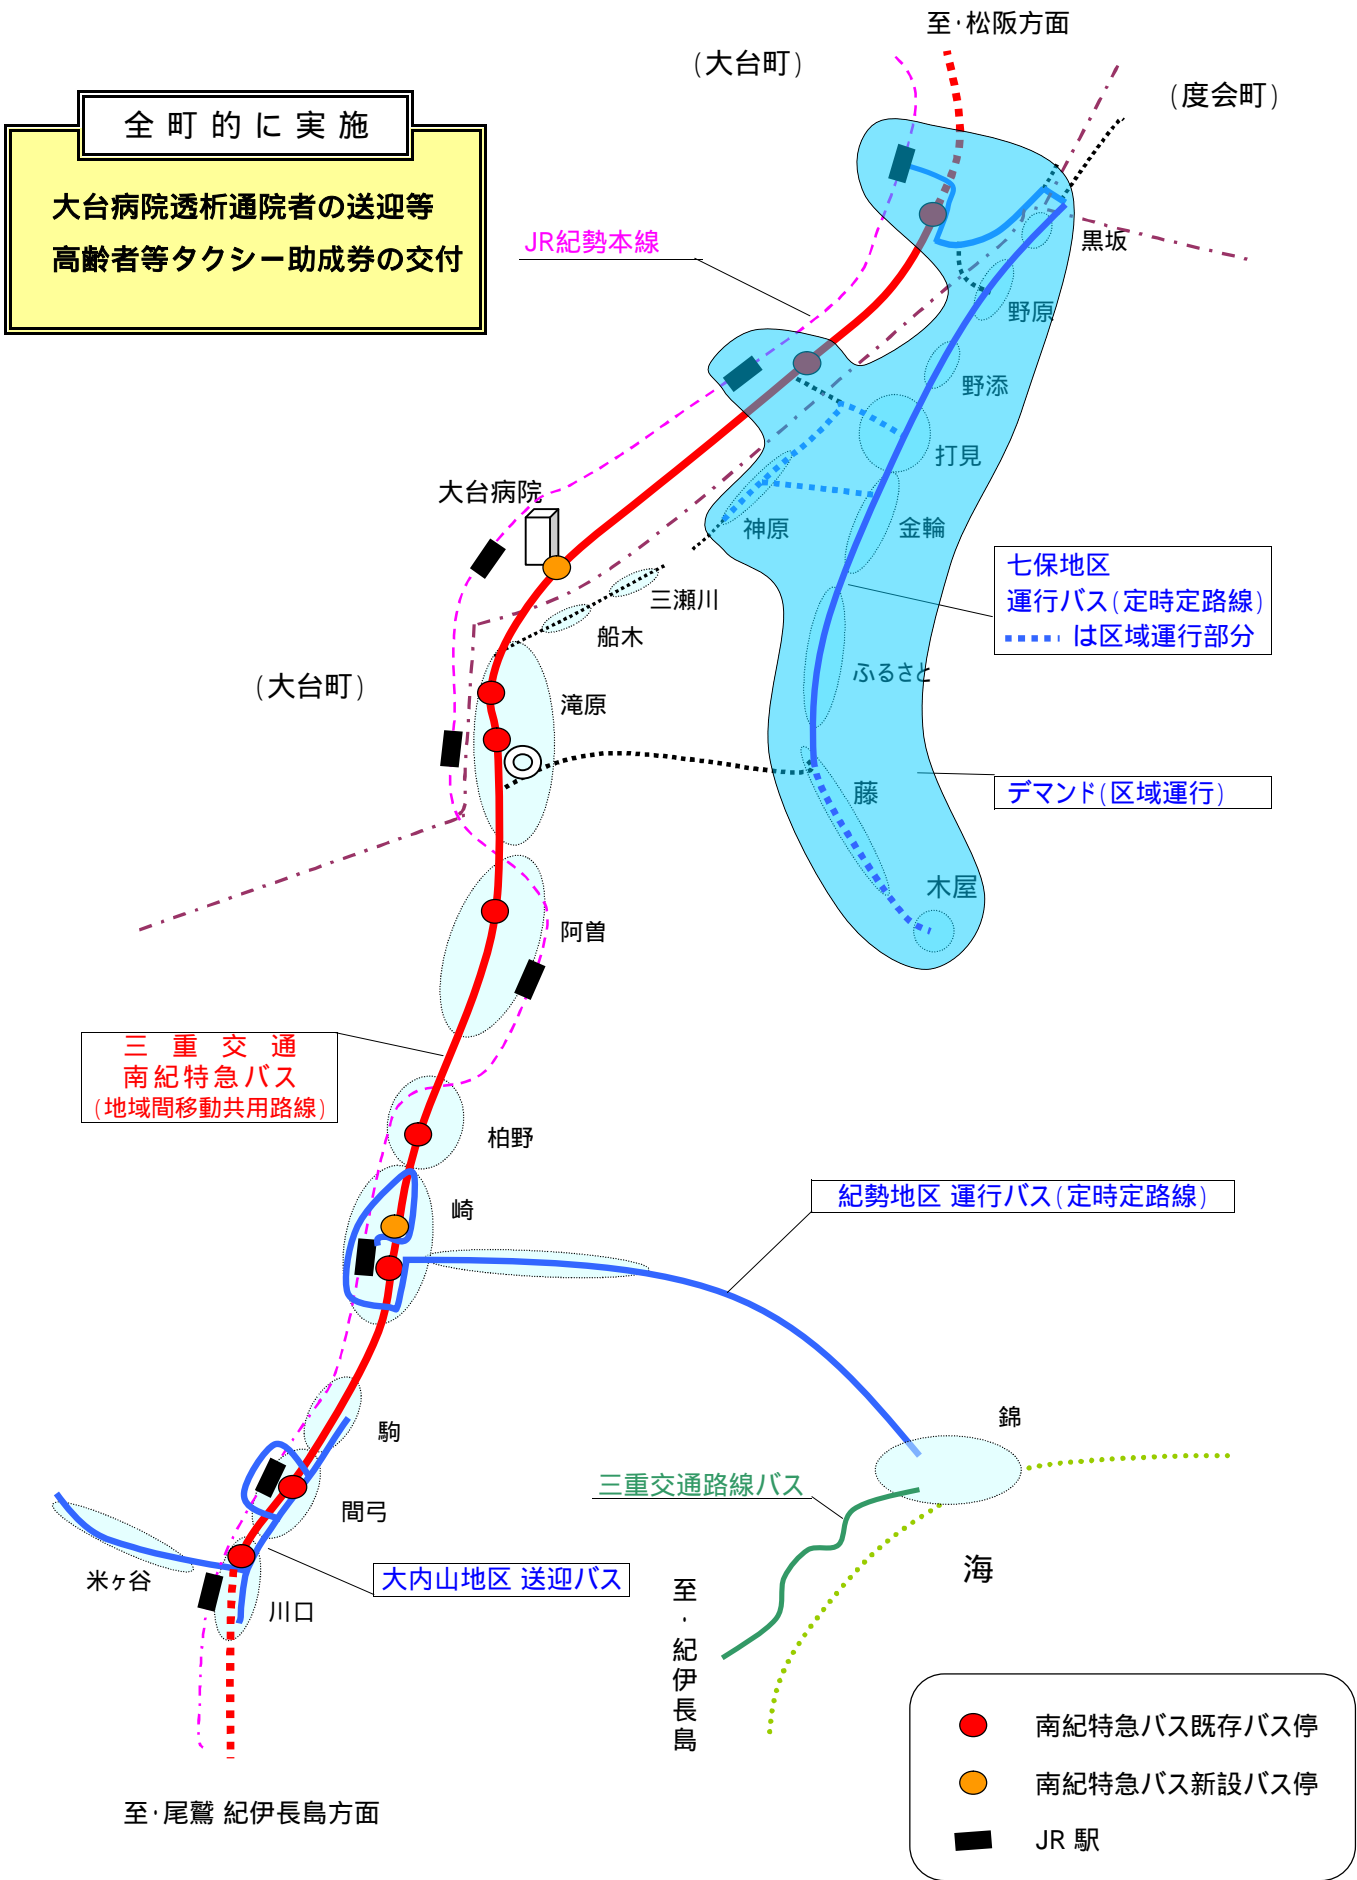 至・松阪方面
(大台町)
(度会町)
全町的に実施
大台病院透析通院者の送迎等
高齢者等タクシー助成券の交付
JR紀勢本線
黒坂
野原
野添
打見
大台病院
神原
金輪
七保地区
運行バス(定時定路線)
は区域運行部分
三瀬川
船木
ふるさと
(大台町)
滝原
藤
デマンド(区域運行)
木屋
阿曽
三重交通
南紀特急バス
(地域間移動共用路線)
柏野
崎
紀勢地区 運行バス(定時定路線)
駒
錦
三重交通路線バス
間弓
海
米ヶ谷
大内山地区 送迎バス
川口
至・紀伊長島
南紀特急バス既存バス停
南紀特急バス新設バス停
JR 駅
至・尾鷲 紀伊長島方面